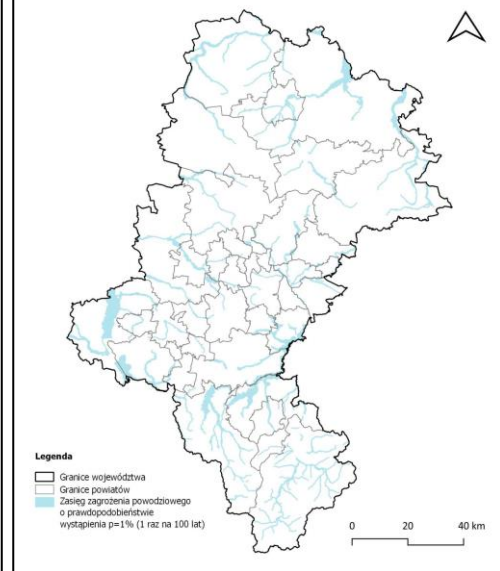 Legenda
Granice województwa
Granice powiatów
Zasięg zagrożenia powodziowego
o prawdopodobieństwie
wystąpienia p=1% (1 raz na 100 lat)
0 20 40 km